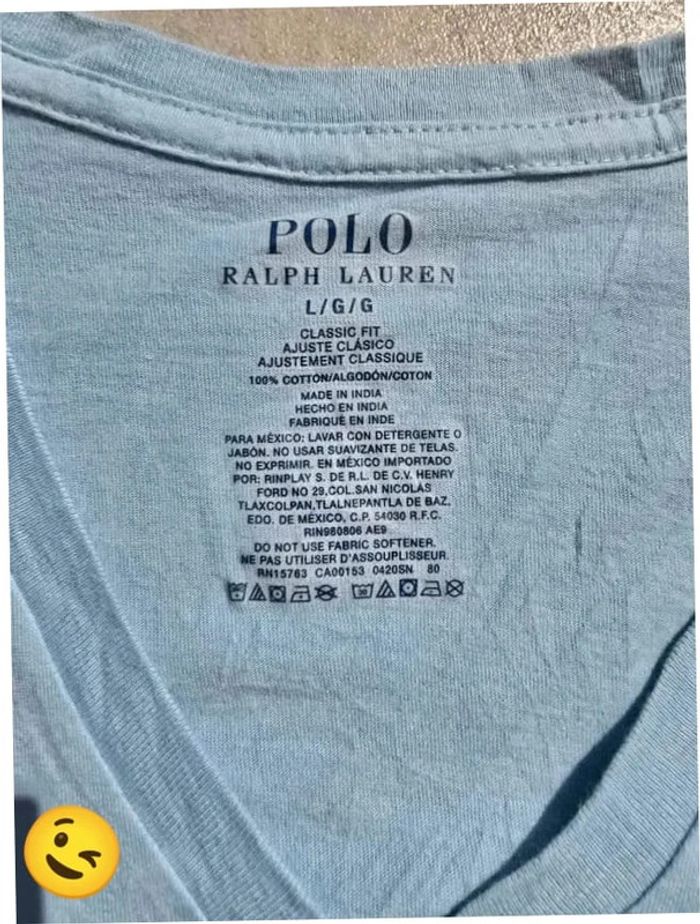 POLO
RALPH LAUREN
L/G/G
CLASSIC FIT
AJUSTE CLÁSICO
AJUSTEMENT CLASSIQUE
100% COTTON/ALGODÓN/COTON
MADE IN INDIA
HECHO EN INDIA
FABRIQUÉ EN INDE
PARA MÉXICO: LAVAR CON DETERGENTE O
JABÓN. NO USAR SUAVIZANTE DE TELAS.
NO EXPRIMIR. EN MÉXICO IMPORTADO
POR: RINPLAY S. DE R.L. DE C.V. HENRY
FORD NO 29,COL.SAN NICOLÁS
TLAXCOLPAN,TLALNEPANTLA DE BAZ.
EDO. DE MÉXICO, C.P. 54030 R.F.C.
RIN980806 AE9
DO NOT USE FABRIC SOFTENER.
NE PAS UTILISER D'ASSOUPLISSEUR.
RN15763 CA00153 0420SN 80